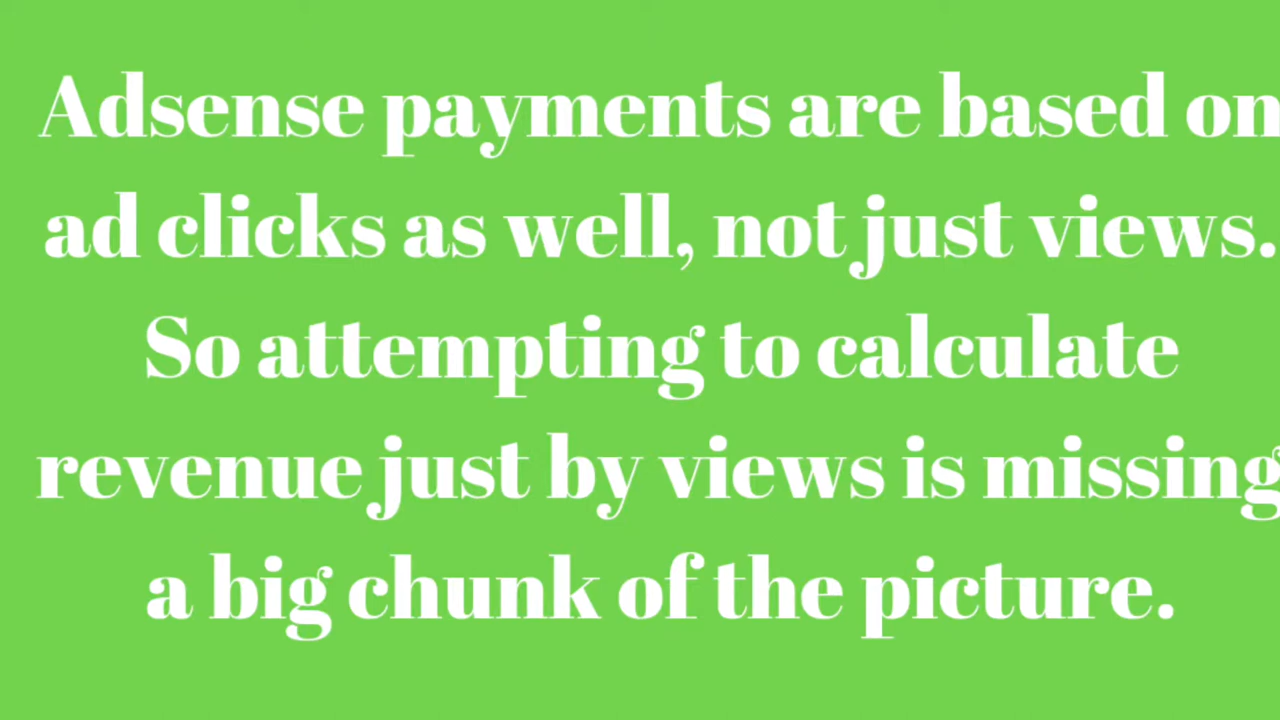 Adsense payments are based on
ad clicks as well, not just views.
So attempting to calculate
revenue just by views is missing
a big chunk of the picture.